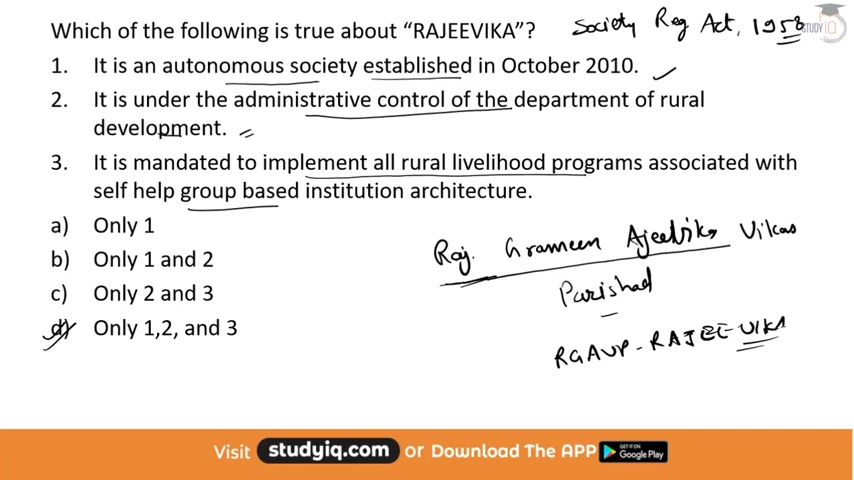 Which of the following is true about “RAJEEVIKA”?
Society Reg Act, 1958
STUDY IQ
1. It is an autonomous society established in October 2010.
2. It is under the administrative control of the department of rural
development.
3. It is mandated to implement all rural livelihood programs associated with
self help group based institution architecture.
a) Only 1
b) Only 1 and 2
c) Only 2 and 3
d) Only 1,2, and 3
Raj. Grameen Ajeevika Vikas
Parishad
RGAVP - RAJEEVIKA
Visit studyiq.com or Download The APP GET IT ON Google Play